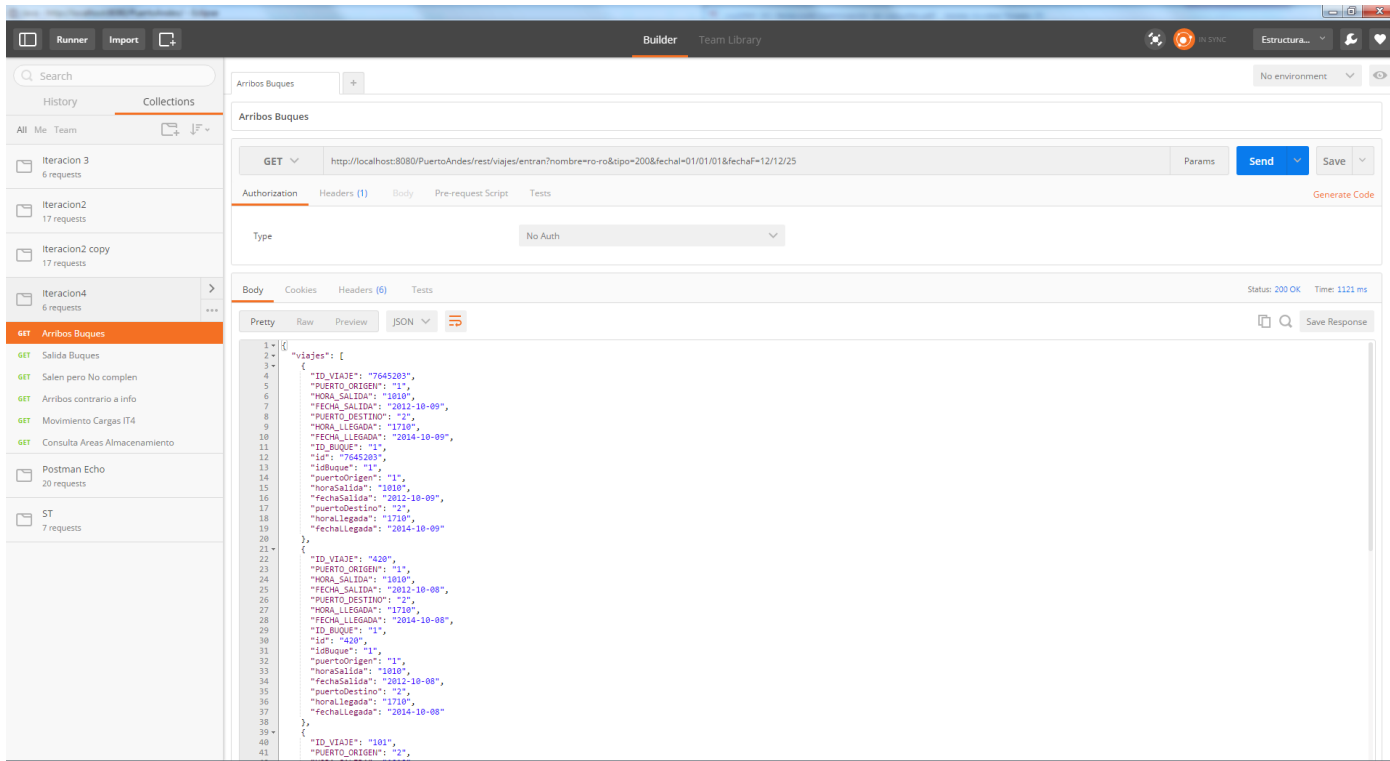 Runner Import Builder Team Library IN SYNC Estructura...
Search
History Collections
All Me Team
Iteracion 3
6 requests
Iteracion2
17 requests
Iteracion2 copy
17 requests
Iteracion4
6 requests
GET Arribos Buques
GET Salida Buques
GET Salen pero No complen
GET Arribos contrario a info
GET Movimiento Cargas IT4
GET Consulta Areas Almacenamiento
Postman Echo
20 requests
ST
7 requests
Arribos Buques + No environment
Arribos Buques
GET http://localhost:8080/PuertoAndes/rest/viajes/entran?nombre=ro-ro&tipo=200&fechaI=01/01/01&fechaF=12/12/25 Params Send Save
Authorization Headers (1) Body Pre-request Script Tests Generate Code
Type No Auth
Body Cookies Headers (6) Tests Status: 200 OK Time: 1121 ms
Pretty Raw Preview JSON Save Response
1 {
2 "viajes": [
3 {
4 "ID_VIAJE": "7645203",
5 "PUERTO_ORIGEN": "1",
6 "HORA_SALIDA": "1010",
7 "FECHA_SALIDA": "2012-10-09",
8 "PUERTO_DESTINO": "2",
9 "HORA_LLEGADA": "1710",
10 "FECHA_LLEGADA": "2014-10-09",
11 "ID_BUQUE": "1",
12 "id": "7645203",
13 "idBuque": "1",
14 "puertoOrigen": "1",
15 "horaSalida": "1010",
16 "fechaSalida": "2012-10-09",
17 "puertoDestino": "2",
18 "horaLlegada": "1710",
19 "fechaLLegada": "2014-10-09"
20 },
21 {
22 "ID_VIAJE": "420",
23 "PUERTO_ORIGEN": "1",
24 "HORA_SALIDA": "1010",
25 "FECHA_SALIDA": "2012-10-08",
26 "PUERTO_DESTINO": "2",
27 "HORA_LLEGADA": "1710",
28 "FECHA_LLEGADA": "2014-10-08",
29 "ID_BUQUE": "1",
30 "id": "420",
31 "idBuque": "1",
32 "puertoOrigen": "1",
33 "horaSalida": "1010",
34 "fechaSalida": "2012-10-08",
35 "puertoDestino": "2",
36 "horaLlegada": "1710",
37 "fechaLLegada": "2014-10-08"
38 },
39 {
40 "ID_VIAJE": "101",
41 "PUERTO_ORIGEN": "2",